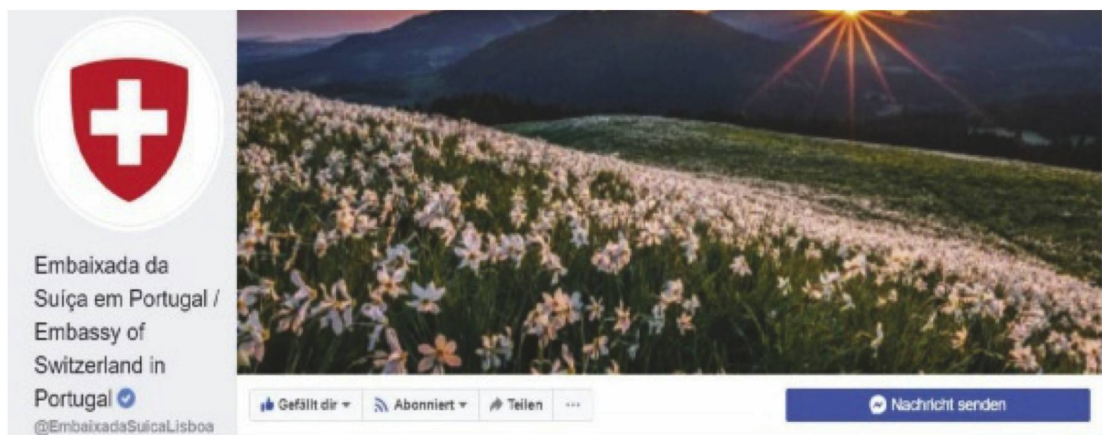 Embaixada da
Suíça em Portugal /
Embassy of
Switzerland in
Portugal
@EmbaixadaSuicaLisboa
Gefällt dir Abonniert Teilen ... Nachricht senden